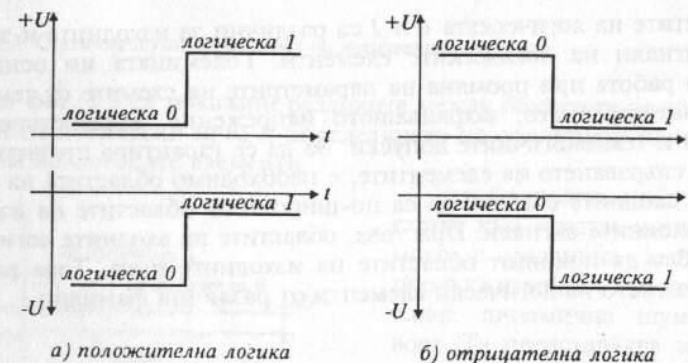 +U
логическа 1
логическа 0
t
t
логическа 1
логическа 0
-U
а) положителна логика
+U
логическа 0
логическа 1
t
t
логическа 0
логическа 1
-U
б) отрицателна логика